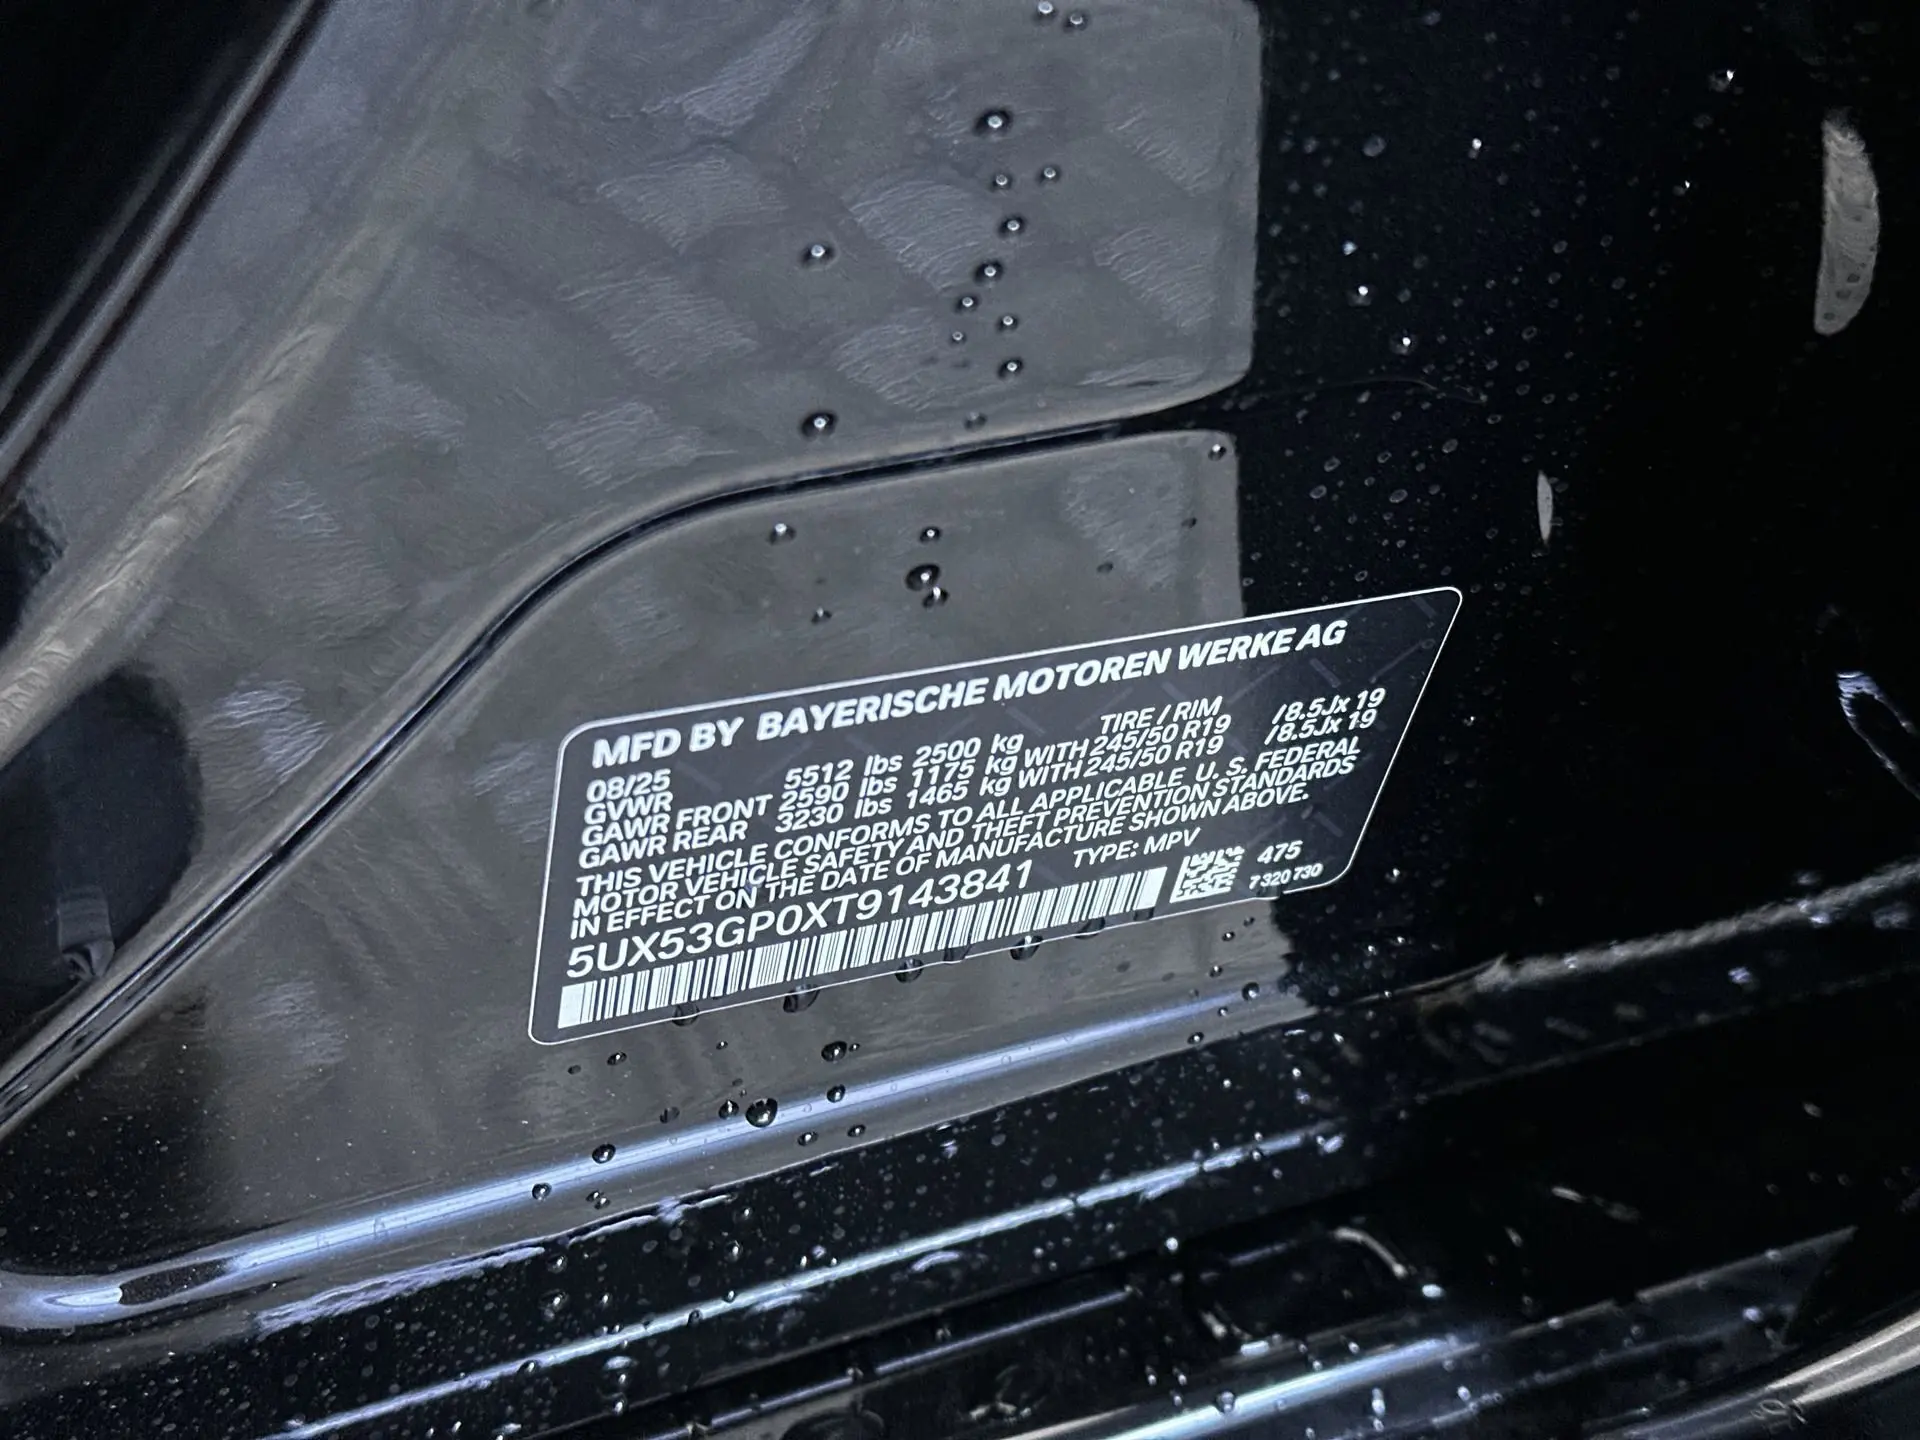 MFD BY BAYERISCHE MOTOREN WERKE AG
08/25 TIRE / RIM
GVWR 5512 lbs 2500 kg
GAWR FRONT 2590 lbs 1175 kg WITH 245/50 R19 /8.5Jx 19
GAWR REAR 3230 lbs 1465 kg WITH 245/50 R19 /8.5Jx 19
THIS VEHICLE CONFORMS TO ALL APPLICABLE U. S. FEDERAL
MOTOR VEHICLE SAFETY AND THEFT PREVENTION STANDARDS
IN EFFECT ON THE DATE OF MANUFACTURE SHOWN ABOVE.
5UX53GP0XT9143841 TYPE: MPV
475
7 320 730